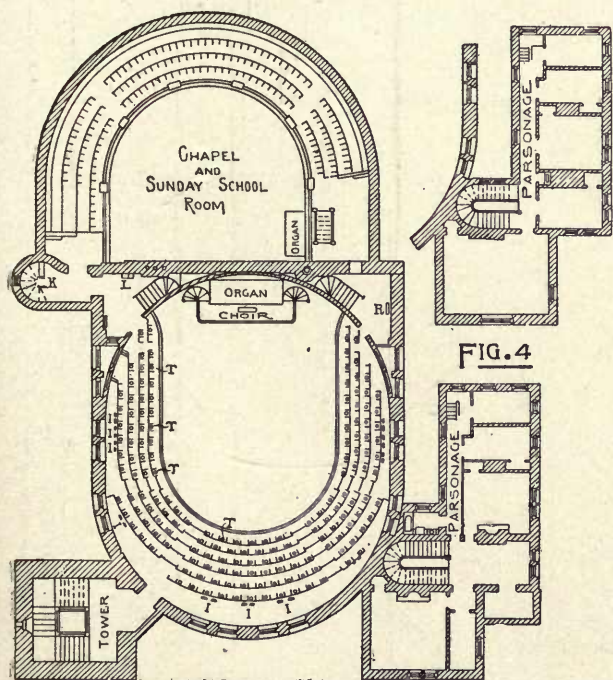 CHAPEL
AND
SUNDAY SCHOOL
ROOM
ORGAN
PARSONAGE
K
L
ORGAN
CHOIR
R
FIG. 4
T
T
T
T
I
I
I
I
I
I
PARSONAGE
TOWER